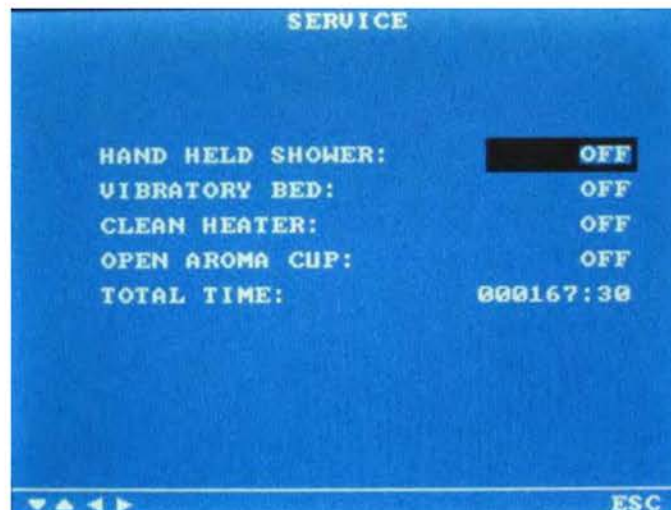 SERVICE
HAND HELD SHOWER: OFF
VIBRATORY BED: OFF
CLEAN HEATER: OFF
OPEN AROMA CUP: OFF
TOTAL TIME: 000167:30
ESC